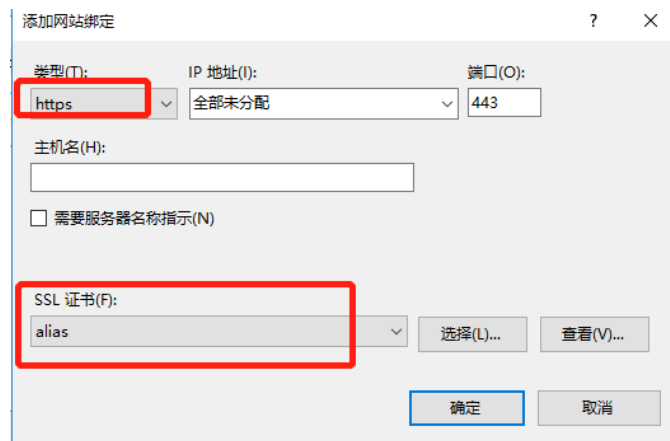 添加网站绑定 ? ×
类型(T): IP 地址(I): 端口(O):
https 全部未分配 443
主机名(H):
需要服务器名称指示(N)
SSL 证书(F):
alias 选择(L)... 查看(V)...
确定 取消